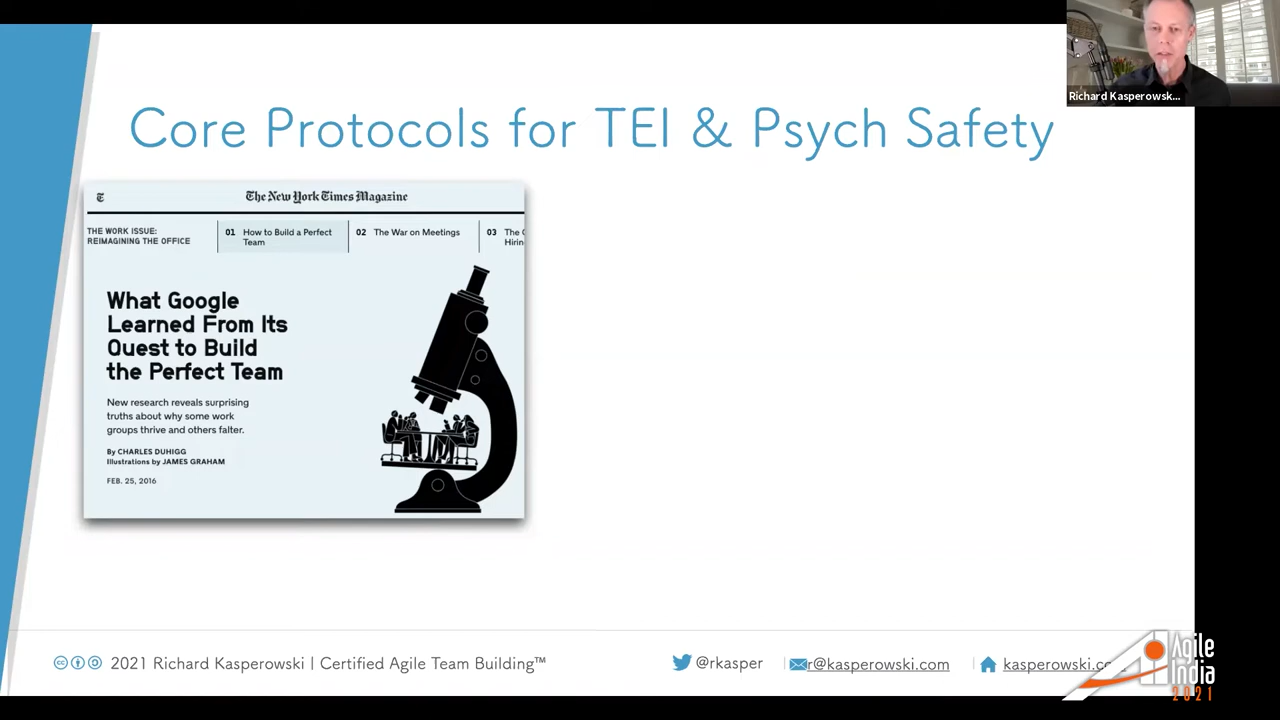 Richard Kasperowsk...
Core Protocols for TEI & Psych Safety
The New York Times Magazine
THE WORK ISSUE:
REIMAGINING THE OFFICE
01 How to Build a Perfect
Team
02 The War on Meetings
03 The
Hirin
What Google
Learned From Its
Quest to Build
the Perfect Team
New research reveals surprising
truths about why some work
groups thrive and others falter.
By CHARLES DUHIGG
Illustrations by JAMES GRAHAM
FEB. 25, 2016
2021 Richard Kasperowski | Certified Agile Team Building™
@rkasper
r@kasperowski.com
kasperowski.co
Agile
India
2021